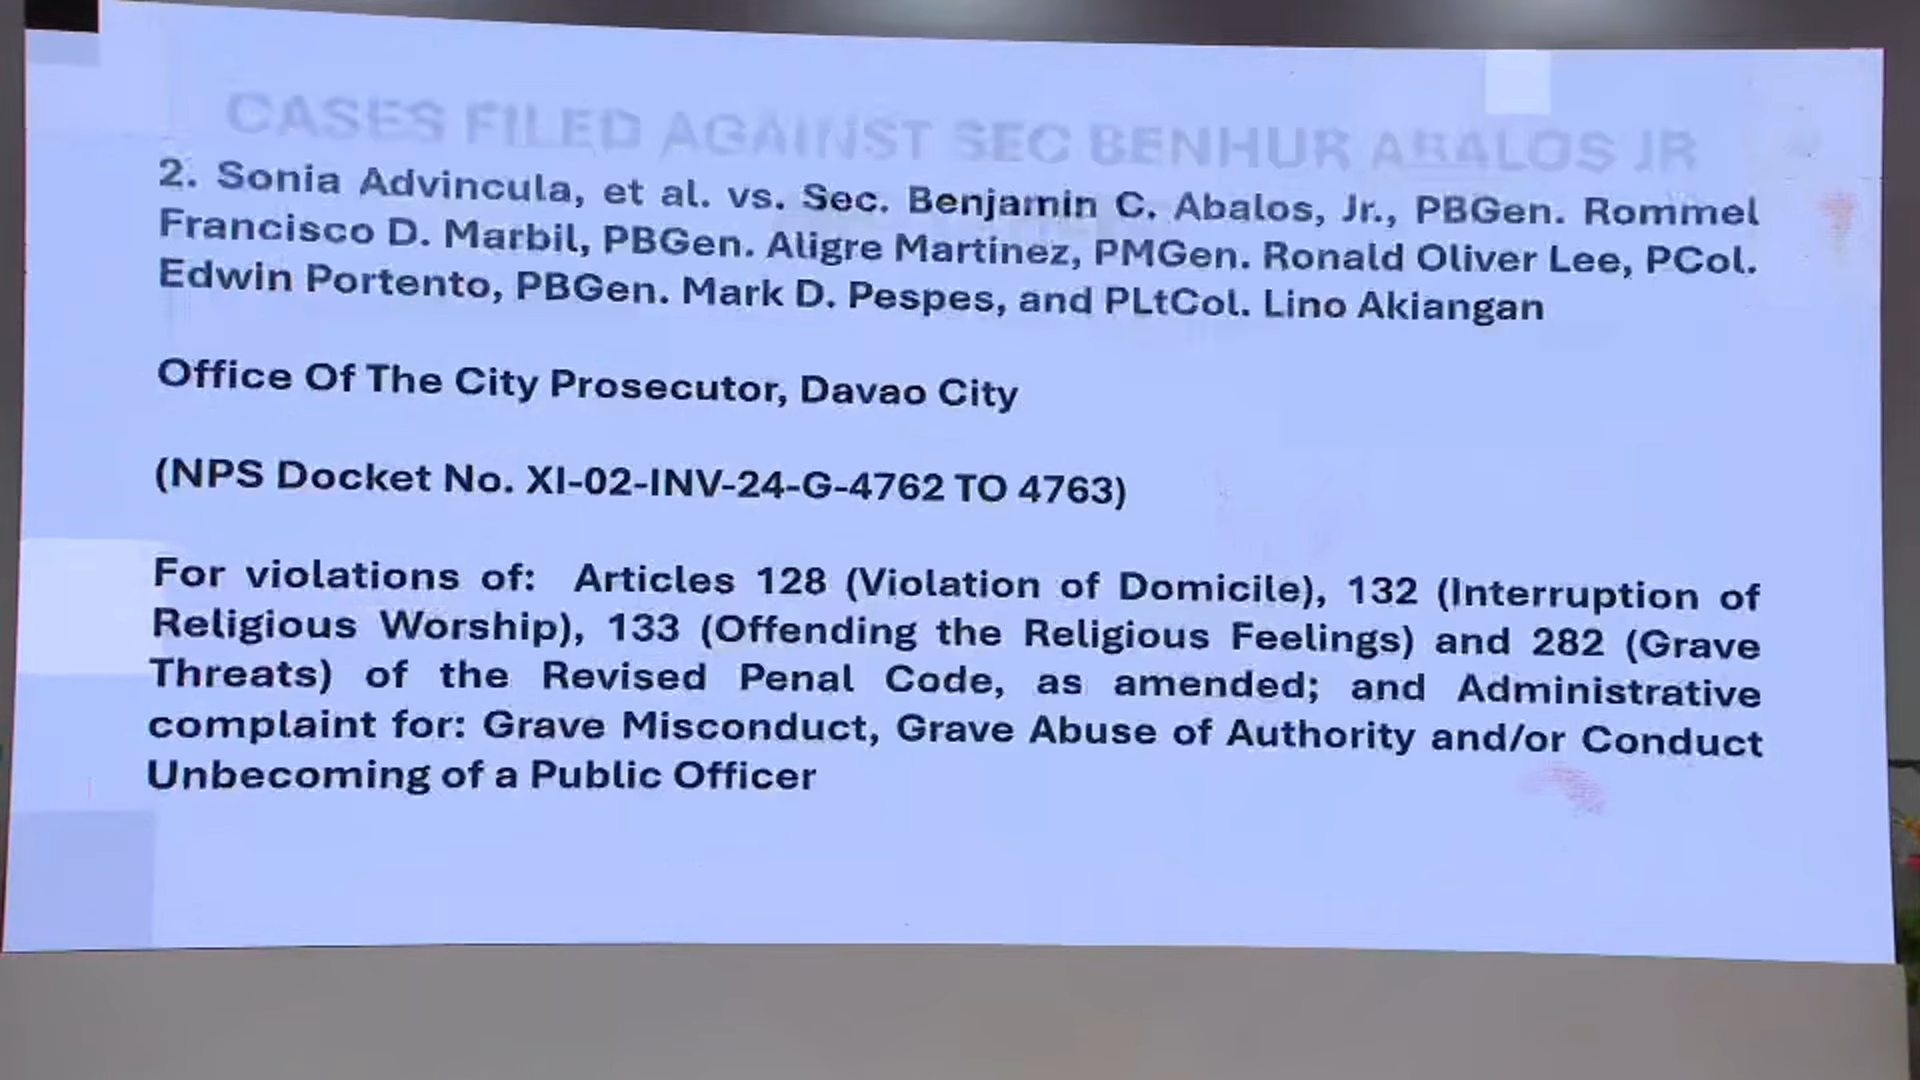 CASES FILED AGAINST SEC BENHUR ABALOS JR
2. Sonia Advincula, et al. vs. Sec. Benjamin C. Abalos, Jr., PBGen. Rommel
Francisco D. Marbil, PBGen. Aligre Martinez, PMGen. Ronald Oliver Lee, PCol.
Edwin Portento, PBGen. Mark D. Pespes, and PLtCol. Lino Akiangan
Office Of The City Prosecutor, Davao City
(NPS Docket No. XI-02-INV-24-G-4762 TO 4763)
For violations of: Articles 128 (Violation of Domicile), 132 (Interruption of
Religious Worship), 133 (Offending the Religious Feelings) and 282 (Grave
Threats) of the Revised Penal Code, as amended; and Administrative
complaint for: Grave Misconduct, Grave Abuse of Authority and/or Conduct
Unbecoming of a Public Officer